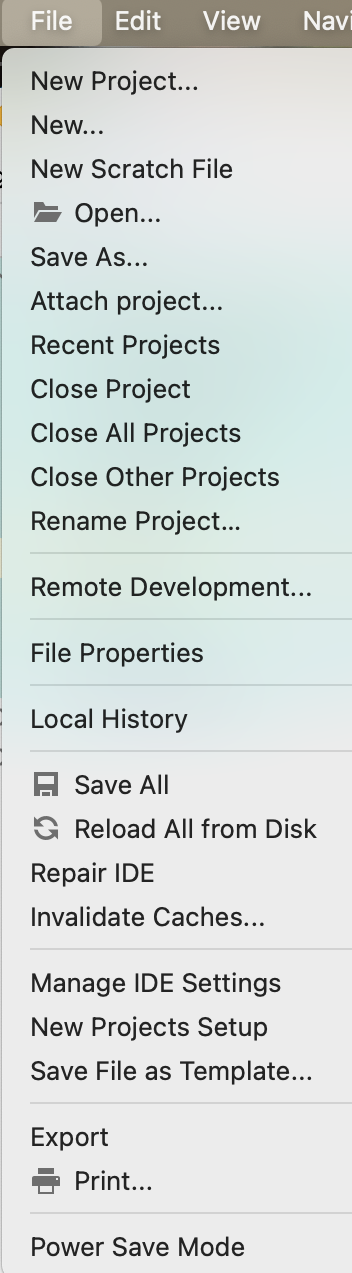 File Edit View
New Project...
New...
New Scratch File
Open...
Save As...
Attach project...
Recent Projects
Close Project
Close All Projects
Close Other Projects
Rename Project...
Remote Development...
File Properties
Local History
Save All
Reload All from Disk
Repair IDE
Invalidate Caches...
Manage IDE Settings
New Projects Setup
Save File as Template...
Export
Print...
Power Save Mode